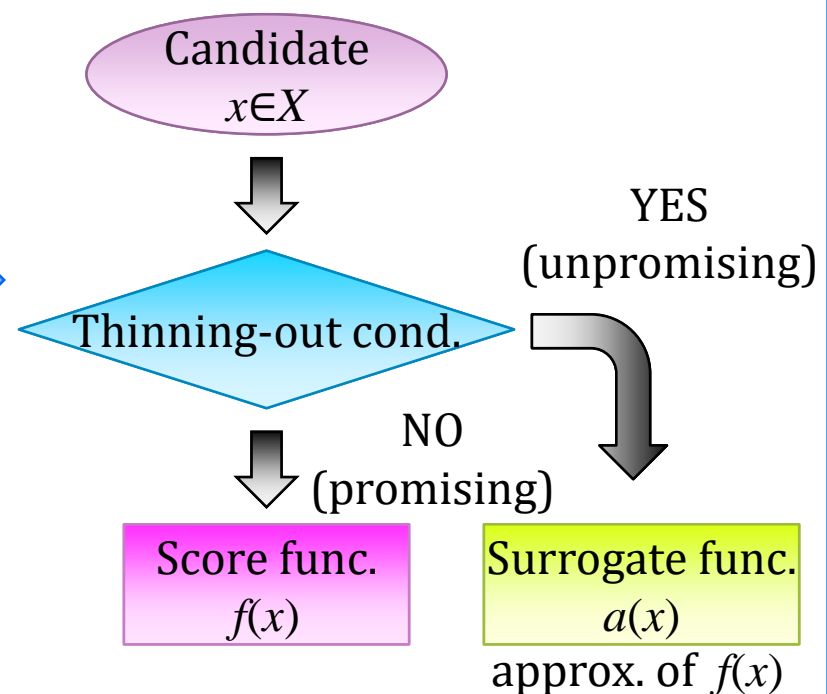 Candidate
x∈X
YES
(unpromising)
Thinning-out cond.
NO
(promising)
Score func.
f(x)
Surrogate func.
a(x)
approx. of f(x)